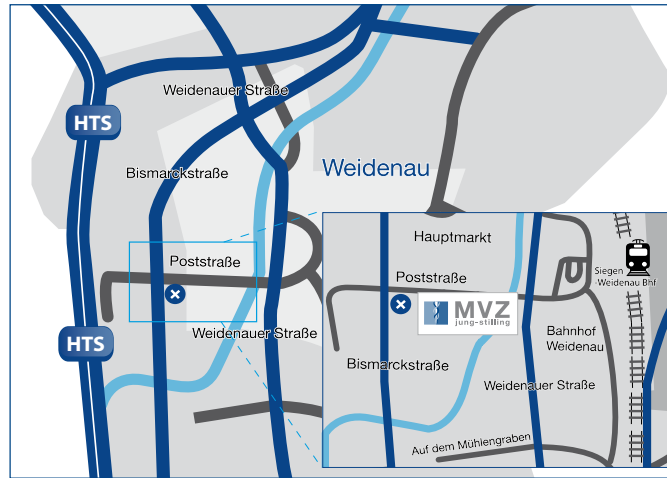 Weidenauer Straße
HTS
Bismarckstraße
Weidenau
Poststraße
Weidenauer Straße
HTS
Hauptmarkt
Poststraße
Siegen
-Weidenau Bhf
MVZ
jung-stilling
Bahnhof
Weidenau
Bismarckstraße
Weidenauer Straße
Auf dem Mühlengraben